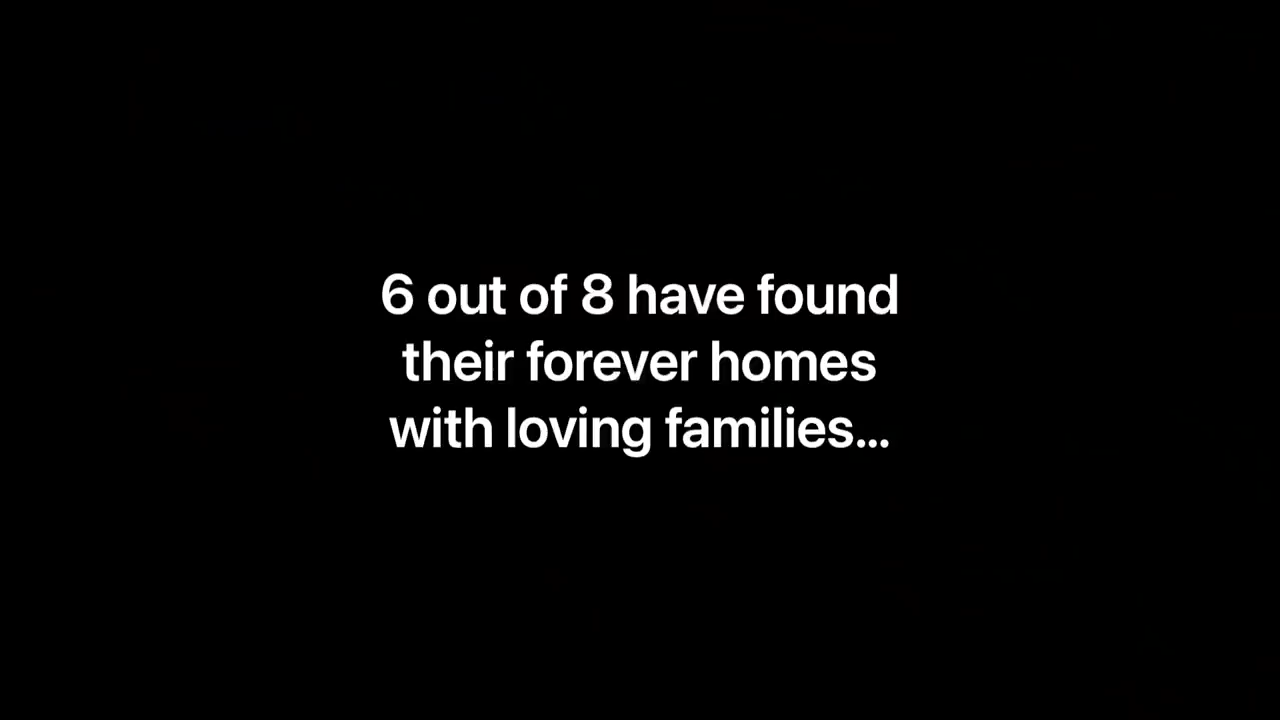 6 out of 8 have found
their forever homes
with loving families...